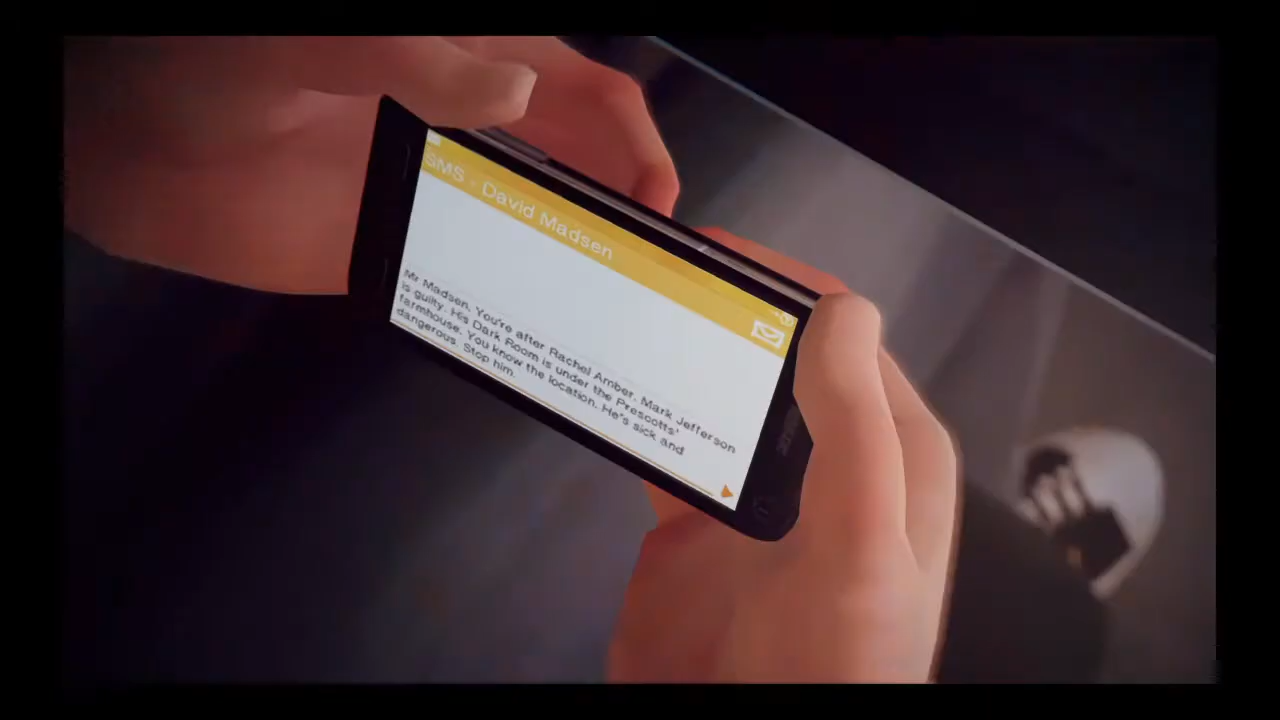 SMS - David Madsen
Mr Madsen. You're after Rachel Amber. Mark Jefferson
is guilty. His Dark Room is under the Prescotts'
farmhouse. You know the location. He's sick and
dangerous. Stop him.